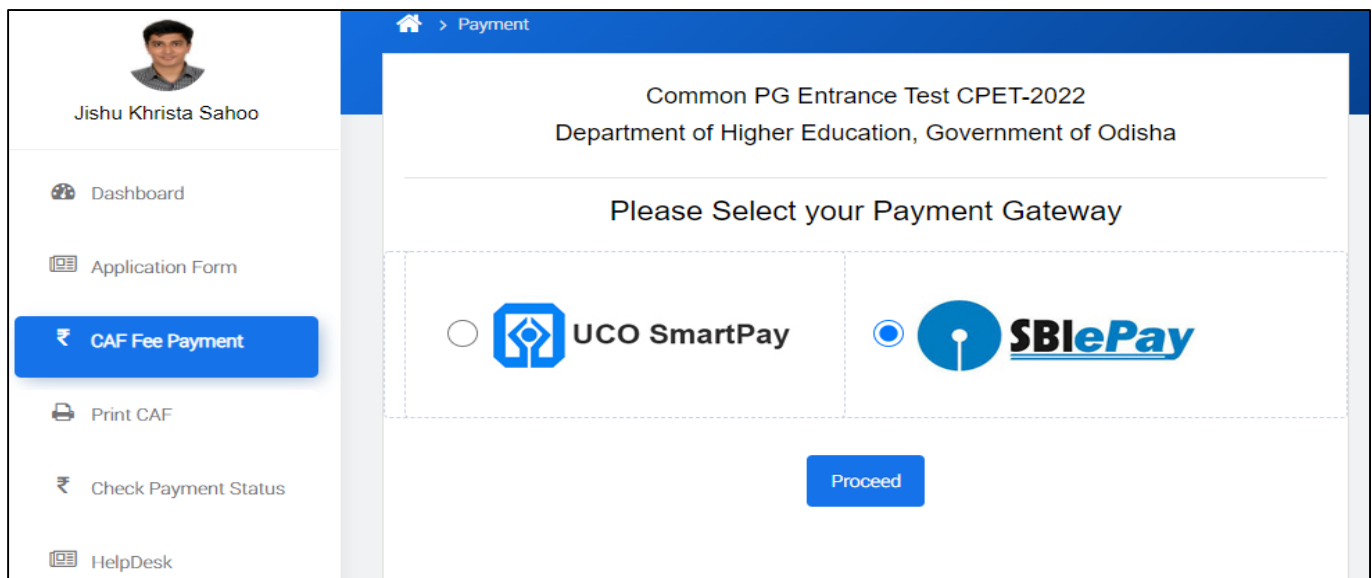 > Payment
Jishu Khrista Sahoo
Dashboard
Application Form
₹ CAF Fee Payment
Print CAF
₹ Check Payment Status
HelpDesk
Common PG Entrance Test CPET-2022
Department of Higher Education, Government of Odisha
Please Select your Payment Gateway
UCO SmartPay
SBIePay
Proceed